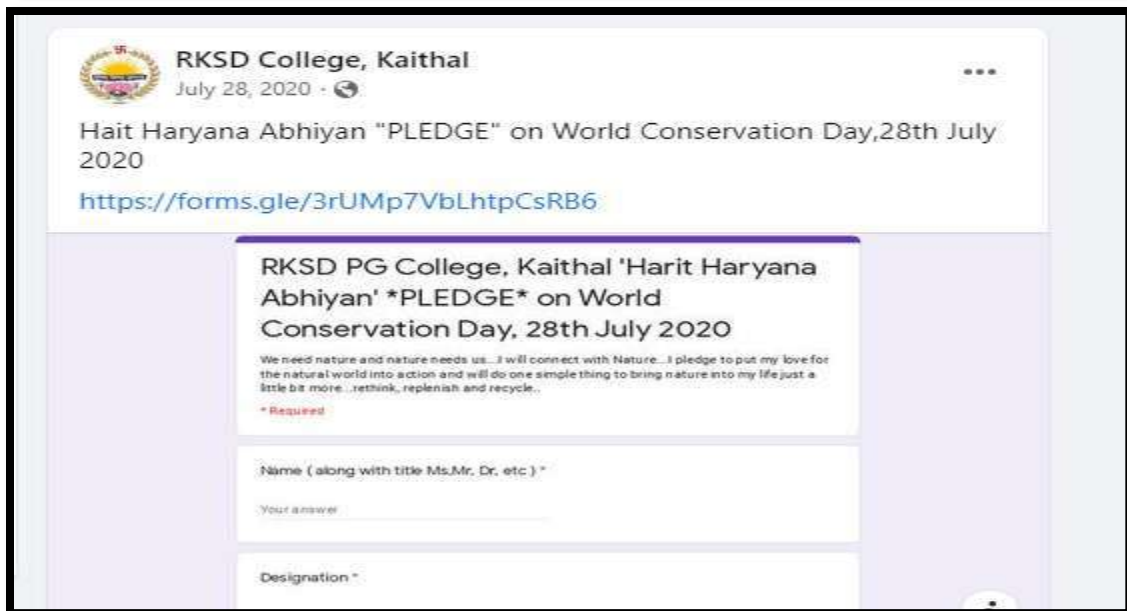 RKSD College, Kaithal
July 28, 2020 ·
Hait Haryana Abhiyan "PLEDGE" on World Conservation Day,28th July
2020
https://forms.gle/3rUMp7VbLhtpCsRB6
RKSD PG College, Kaithal 'Harit Haryana
Abhiyan' *PLEDGE* on World
Conservation Day, 28th July 2020
We need nature and nature needs us...I will connect with Nature...I pledge to put my love for
the natural world into action and will do one simple thing to bring nature into my life just a
little bit more...rethink, replenish and recycle..
* Required
Name ( along with title Ms,Mr, Dr, etc ) *
Your answer
Designation *